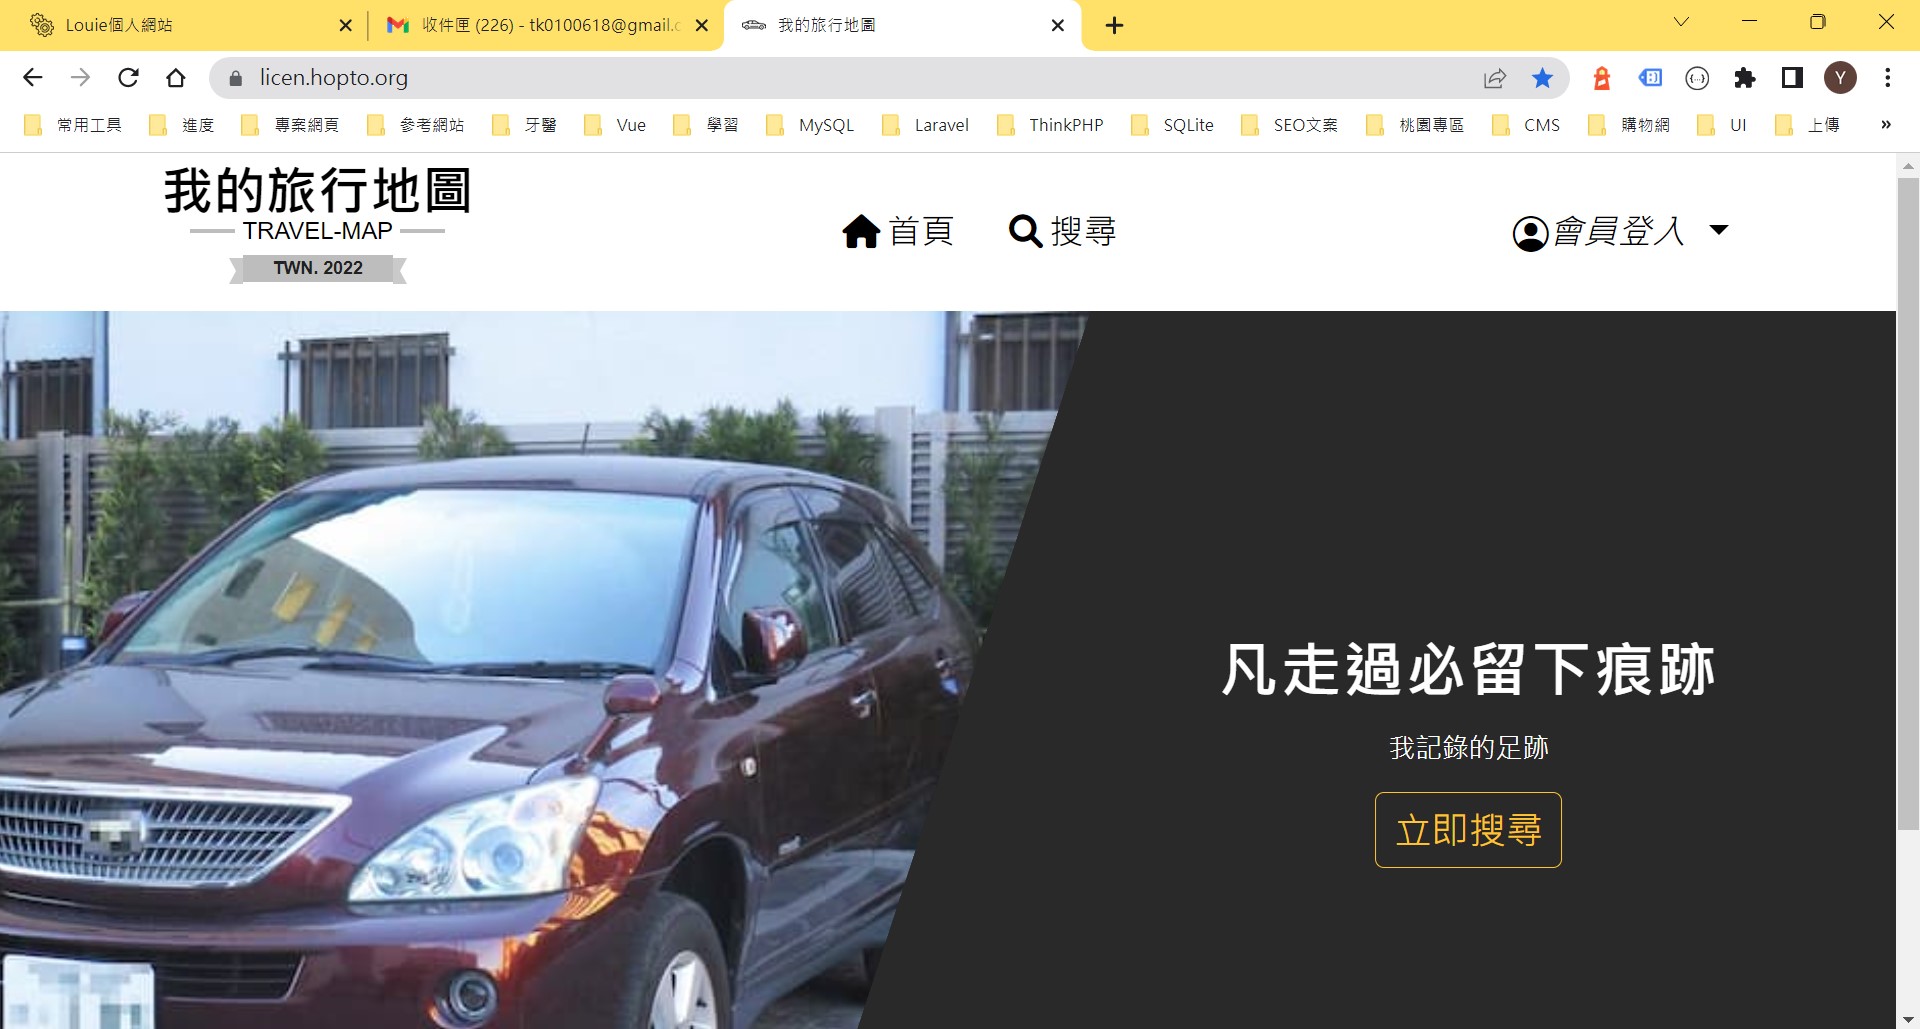 Louie個人網站
收件匣 (226) - tk0100618@gmail.c
我的旅行地圖
licen.hopto.org
Y
常用工具
進度
專案網頁
參考網站
牙醫
Vue
學習
MySQL
Laravel
ThinkPHP
SQLite
SEO文案
桃園專區
CMS
購物網
UI
上傳
我的旅行地圖
TRAVEL-MAP
TWN. 2022
首頁
搜尋
會員登入
凡走過必留下痕跡
我記錄的足跡
立即搜尋